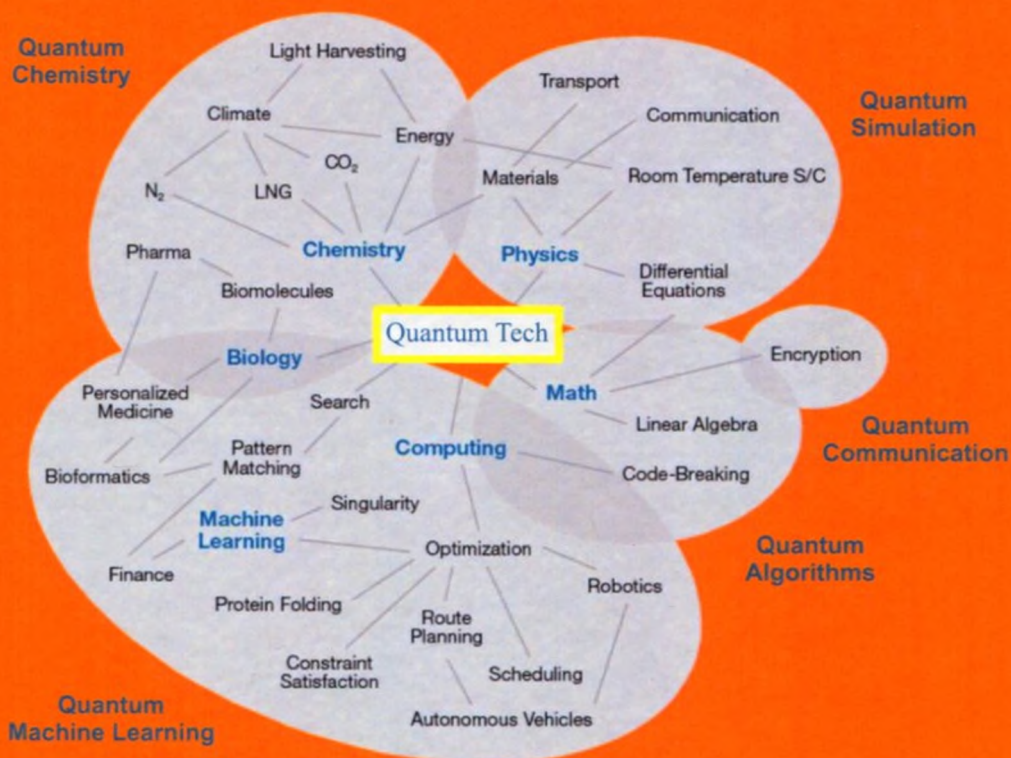 Quantum
Chemistry
Light Harvesting
Climate
Energy
CO₂
N₂
LNG
Chemistry
Pharma
Biomolecules
Quantum
Simulation
Transport
Communication
Materials
Room Temperature S/C
Physics
Differential
Equations
Quantum Tech
Biology
Math
Encryption
Personalized
Medicine
Search
Linear Algebra
Quantum
Communication
Computing
Pattern
Matching
Bioformatics
Code-Breaking
Singularity
Machine
Learning
Optimization
Quantum
Algorithms
Finance
Robotics
Protein Folding
Route
Planning
Constraint
Satisfaction
Scheduling
Autonomous Vehicles
Quantum
Machine Learning